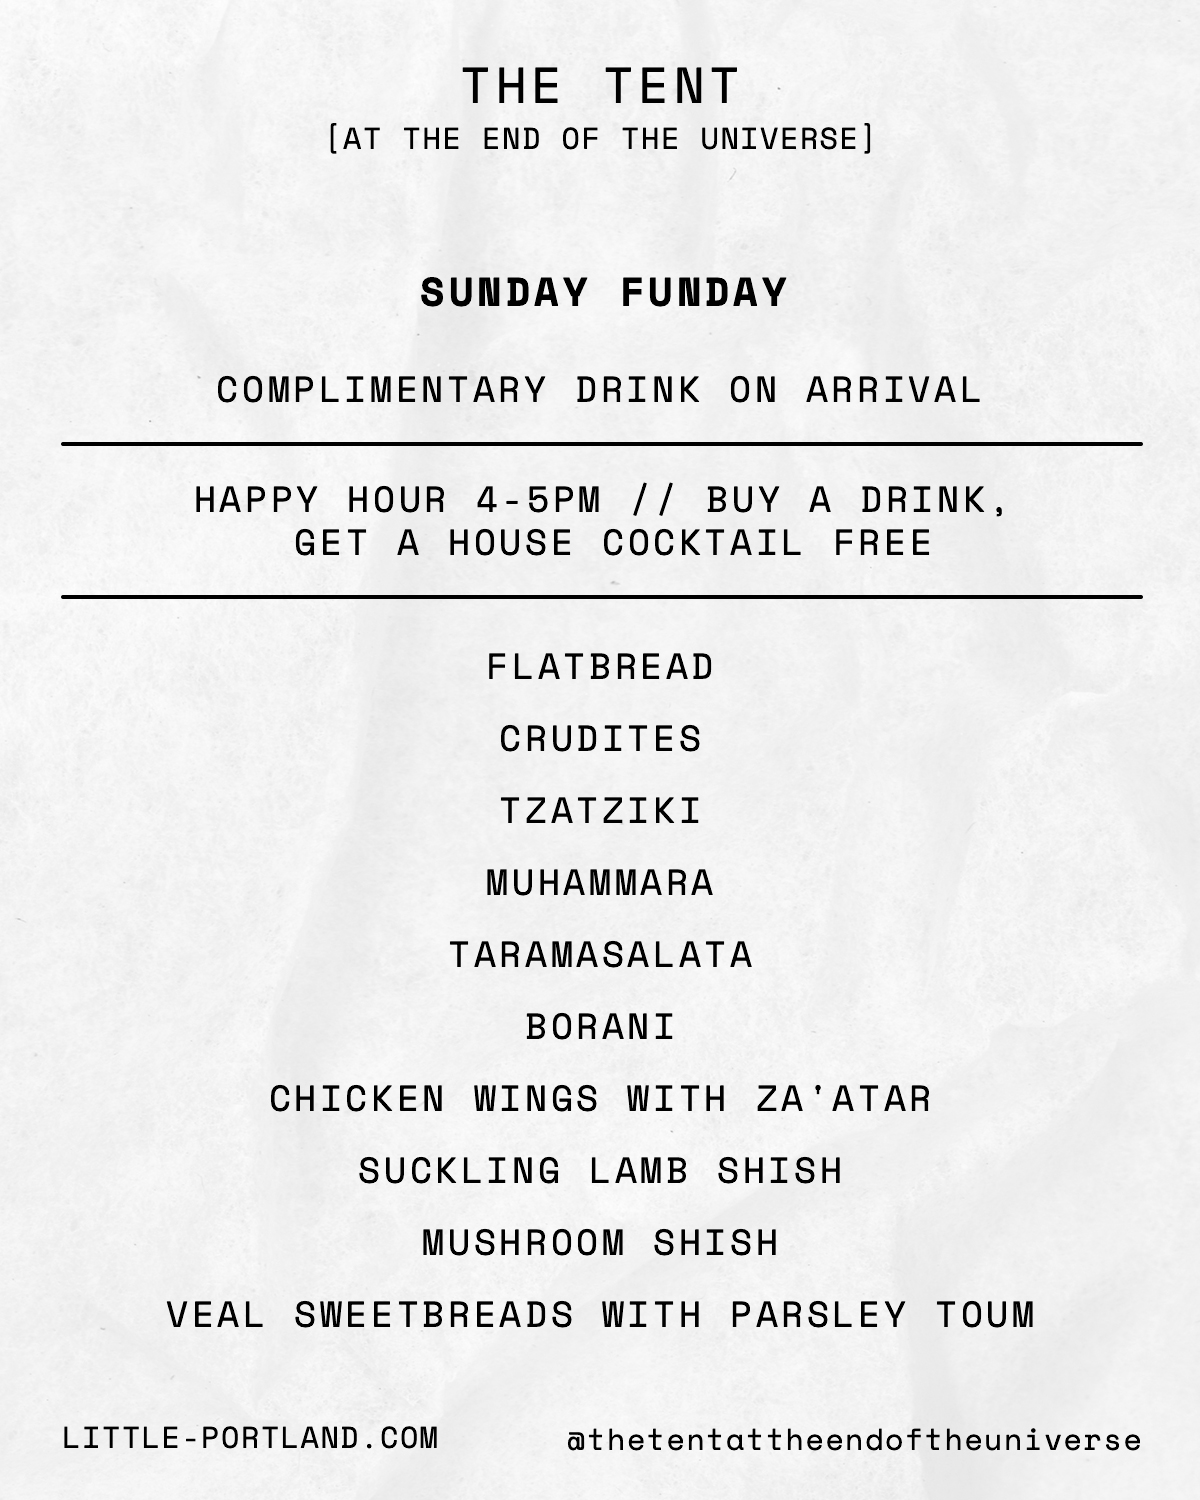 THE TENT
[AT THE END OF THE UNIVERSE]
SUNDAY FUNDAY
COMPLIMENTARY DRINK ON ARRIVAL
HAPPY HOUR 4-5PM // BUY A DRINK,
GET A HOUSE COCKTAIL FREE
FLATBREAD
CRUDITES
TZATZIKI
MUHAMMARA
TARAMASALATA
BORANI
CHICKEN WINGS WITH ZA'ATAR
SUCKLING LAMB SHISH
MUSHROOM SHISH
VEAL SWEETBREADS WITH PARSLEY TOUM
LITTLE-PORTLAND.COM
@thetentattheendoftheuniverse